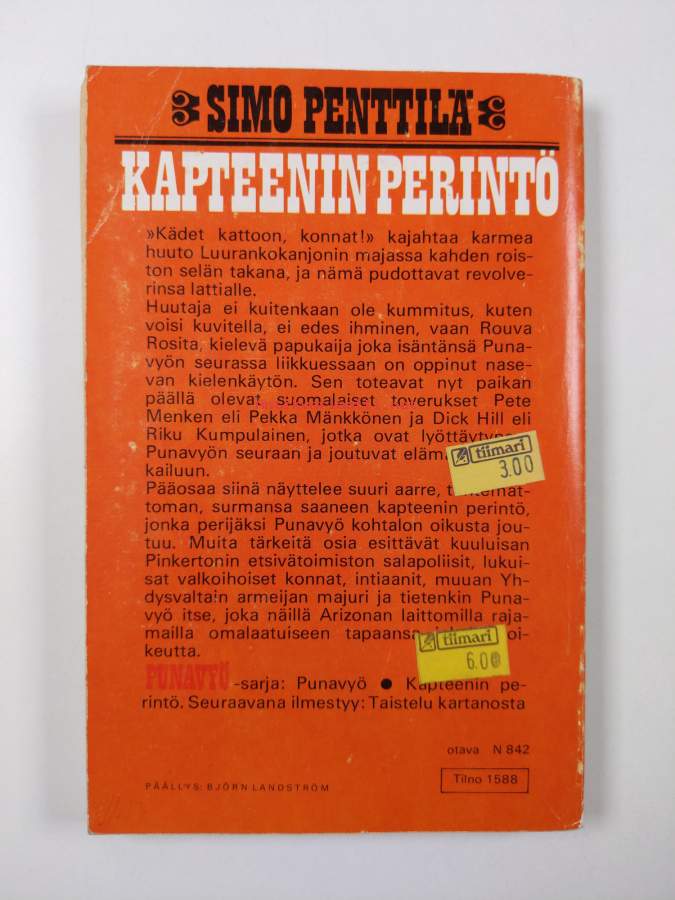 SIMO PENTTILÄ
KAPTEENIN PERINTÖ
»Kädet kattoon, konnat!» kajahtaa karmea
huuto Luurankokanjonin majassa kahden rois-
ton selän takana, ja nämä pudottavat revolve-
rinsa lattialle.
Huutaja ei kuitenkaan ole kummitus, kuten
voisi kuvitella, ei edes ihminen, vaan Rouva
Rosita, kielevä papukaija joka isäntänsä Puna-
vyön seurassa liikkuessaan on oppinut nase-
van kielenkäytön. Sen toteavat nyt paikan
päällä olevat suomalaiset toverukset Pete
Menken eli Pekka Mänkkönen ja Dick Hill eli
Riku Kumpulainen, jotka ovat
Punavyön seuraan ja joutuvat
kailuun.
Pääosaa siinä näyttelee suuri aarre,
toman, surmansa saaneen kapteenin perintö,
jonka perijäksi Punavyö kohtalon oikusta jou-
tuu. Muita tärkeitä osia esittävät kuuluisan
Pinkertonin etsivätoimiston salapoliisit, lukui-
sat valkoihoiset konnat, intiaanit, muuan Yh-
dysvaltain armeijan majuri ja tietenkin Puna-
vyö itse, joka näillä Arizonan laittomilla raja-
mailla omalaatuiseen tapaansa
keutta.
PUNAVYÖ -sarja: Punavyö ● Kapteenin pe-
rintö. Seuraavana ilmestyy: Taistelu kartanosta
tiimari
3.00
tiimari
6.00
otava N 842
Tilno 1588
PÄÄLLYS: BJÖRN LANDSTRÖM